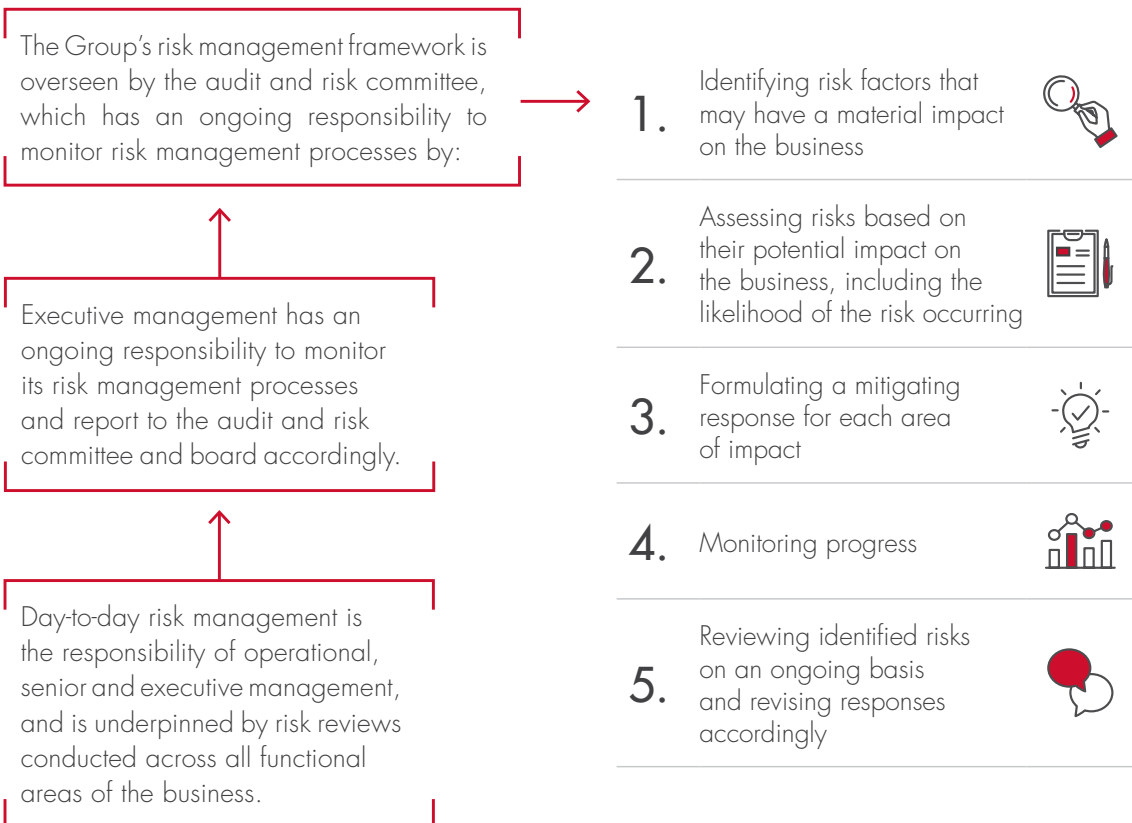 The Group's risk management framework is
overseen by the audit and risk committee,
which has an ongoing responsibility to
monitor risk management processes by:
Executive management has an
ongoing responsibility to monitor
its risk management processes
and report to the audit and risk
committee and board accordingly.
Day-to-day risk management is
the responsibility of operational,
senior and executive management,
and is underpinned by risk reviews
conducted across all functional
areas of the business.
1.
Identifying risk factors that
may have a material impact
on the business
2.
Assessing risks based on
their potential impact on
the business, including the
likelihood of the risk occurring
3.
Formulating a mitigating
response for each area
of impact
4.
Monitoring progress
5.
Reviewing identified risks
on an ongoing basis
and revising responses
accordingly